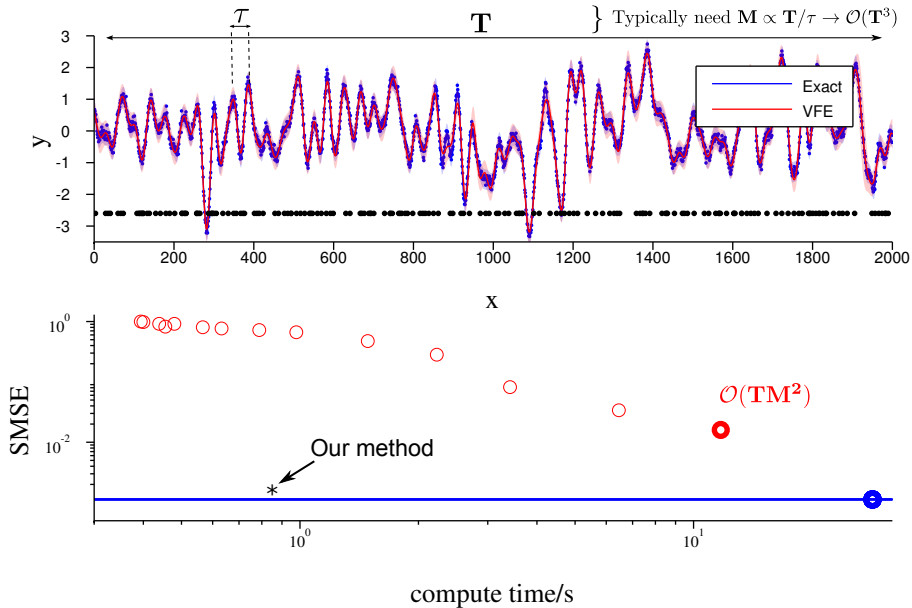 τ
T
} Typically need M ∝ T/τ → O(T³)
3
2
1
0
-1
-2
-3
y
Exact
VFE
0 200 400 600 800 1000 1200 1400 1600 1800 2000
x
10⁰
10⁻²
SMSE
O(TM²)
Our method
*
10⁰ 10¹
compute time/s